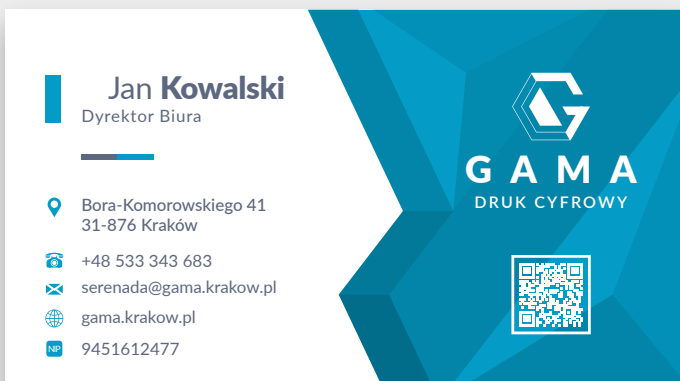 Jan Kowalski
Dyrektor Biura
Bora-Komorowskiego 41
31-876 Kraków
+48 533 343 683
serenada@gama.krakow.pl
gama.krakow.pl
NIP 9451612477
GAMA
DRUK CYFROWY